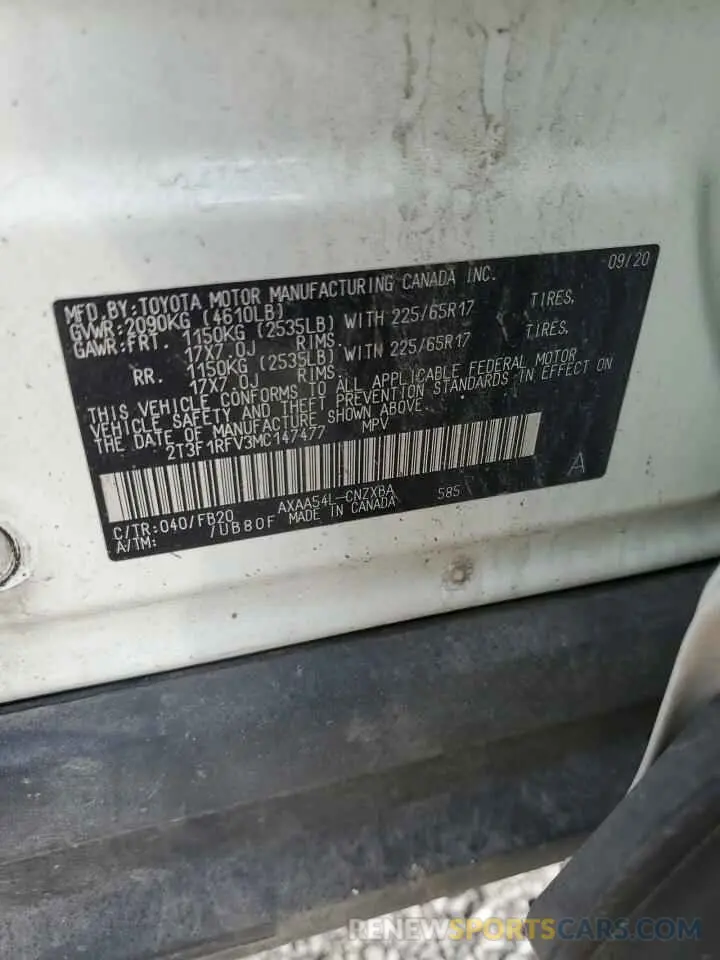 MFD.BY:TOYOTA MOTOR MANUFACTURING CANADA INC. 09/20
GVWR:2090KG (4610LB)
GAWR:FRT. 1150KG (2535LB) WITH 225/65R17 TIRES,
17X7.0J RIMS.
RR. 1150KG (2535LB) WITH 225/65R17 TIRES,
17X7.0J RIMS.
THIS VEHICLE CONFORMS TO ALL APPLICABLE FEDERAL MOTOR
VEHICLE SAFETY AND THEFT PREVENTION STANDARDS IN EFFECT ON
THE DATE OF MANUFACTURE SHOWN ABOVE.
2T3F1RFV3MC147477 MPV
A
C/TR:040/FB20 AXAA54L-CNZXBA 585
A/TM: /UB80F MADE IN CANADA
RENEWSPORTSCARS.COM